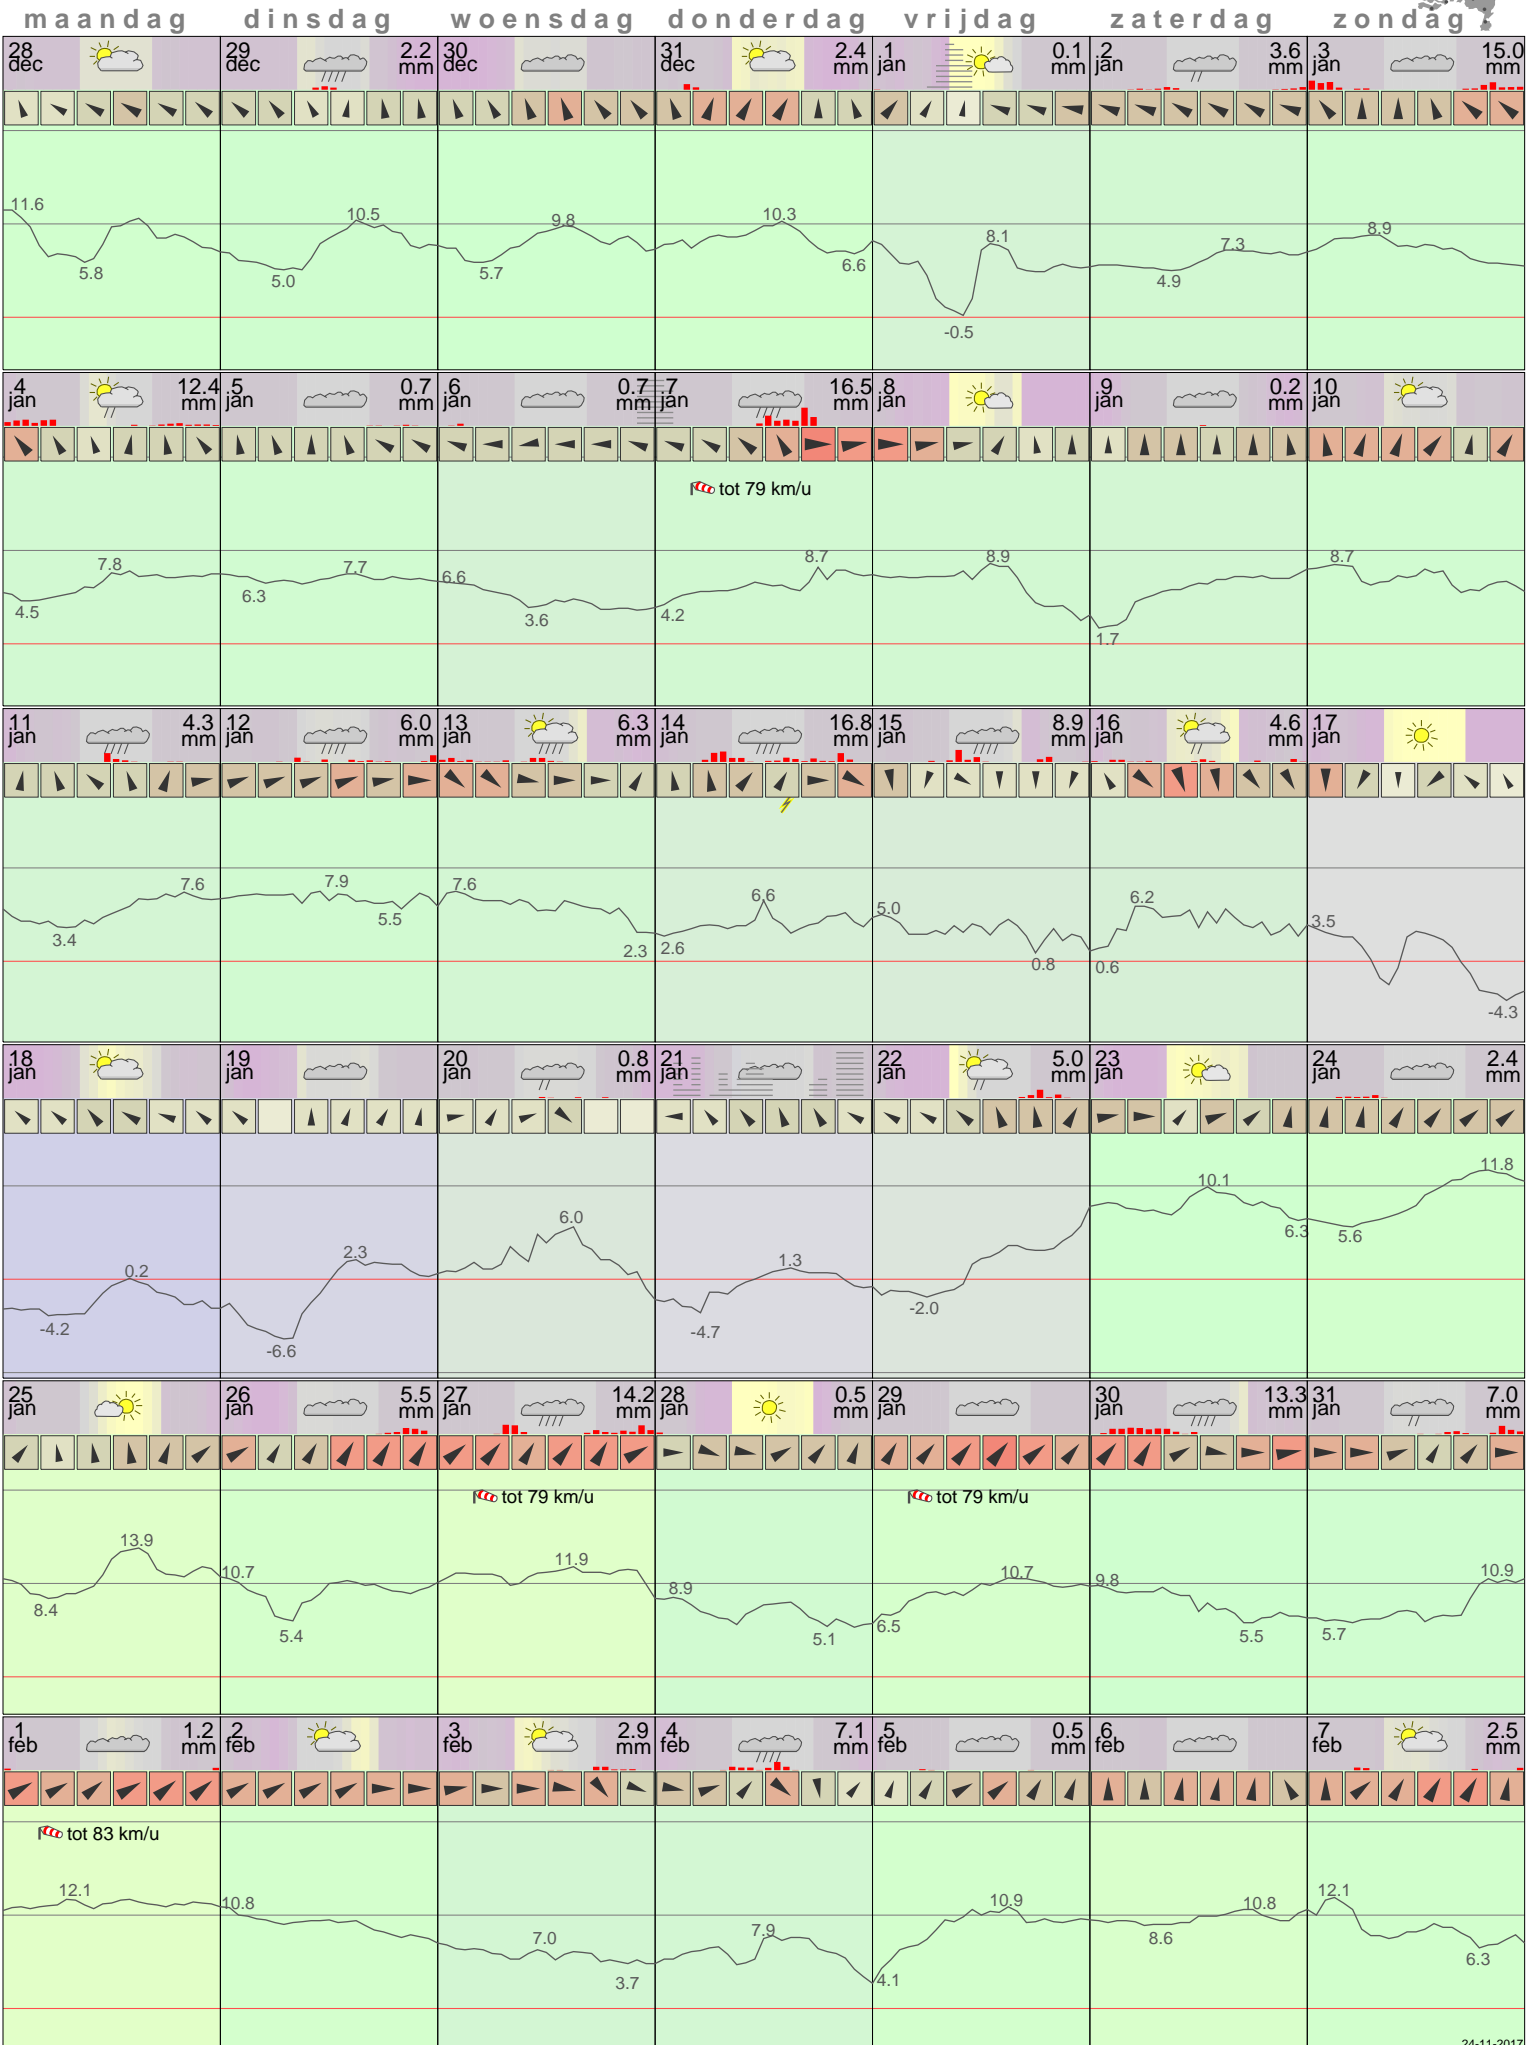 maandag dinsdag woensdag donderdag vrijdag zaterdag zondag
28 dec
29 dec 2.2 mm
30 dec
31 dec 2.4 mm
1 jan 0.1 mm
2 jan 3.6 mm
3 jan 15.0 mm
11.6 5.8 5.0 10.5 5.7 9.8 10.3 6.6 -0.5 8.1 4.9 7.3 8.9
4 jan 12.4 mm
5 jan 0.7 mm
6 jan 0.7 mm
7 jan 16.5 mm
8 jan
9 jan 0.2 mm
10 jan
tot 79 km/u
4.5 7.8 6.3 7.7 6.6 3.6 4.2 8.7 8.9 1.7 8.7
11 jan 4.3 mm
12 jan 6.0 mm
13 jan 6.3 mm
14 jan 16.8 mm
15 jan 8.9 mm
16 jan 4.6 mm
17 jan
3.4 7.6 7.9 5.5 7.6 2.3 2.6 6.6 5.0 0.8 0.6 6.2 3.5 -4.3
18 jan
19 jan
20 jan 0.8 mm
21 jan
22 jan 5.0 mm
23 jan
24 jan 2.4 mm
-4.2 0.2 -6.6 2.3 6.0 -4.7 1.3 -2.0 10.1 6.3 5.6 11.8
25 jan
26 jan 5.5 mm
27 jan 14.2 mm
28 jan 0.5 mm
29 jan
30 jan 13.3 mm
31 jan 7.0 mm
tot 79 km/u
tot 79 km/u
8.4 13.9 10.7 5.4 11.9 8.9 5.1 6.5 10.7 9.8 5.5 5.7 10.9
1 feb 1.2 mm
2 feb
3 feb 2.9 mm
4 feb 7.1 mm
5 feb 0.5 mm
6 feb
7 feb 2.5 mm
tot 83 km/u
12.1 10.8 7.0 3.7 7.9 4.1 10.9 8.6 10.8 12.1 6.3
24-11-2017